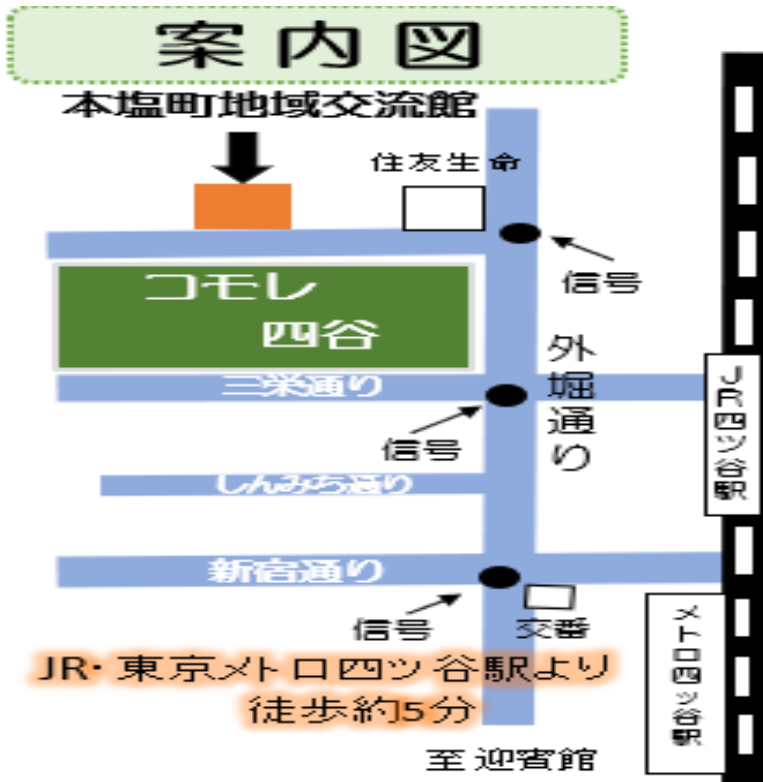 案内図
本塩町地域交流館
住友生命
信号
コモレ
四谷
外堀通り
三栄通り
JR四ツ谷駅
信号
しんみち通り
新宿通り
信号
交番
メトロ四ツ谷駅
JR・東京メトロ四ツ谷駅より
徒歩約5分
至 迎賓館